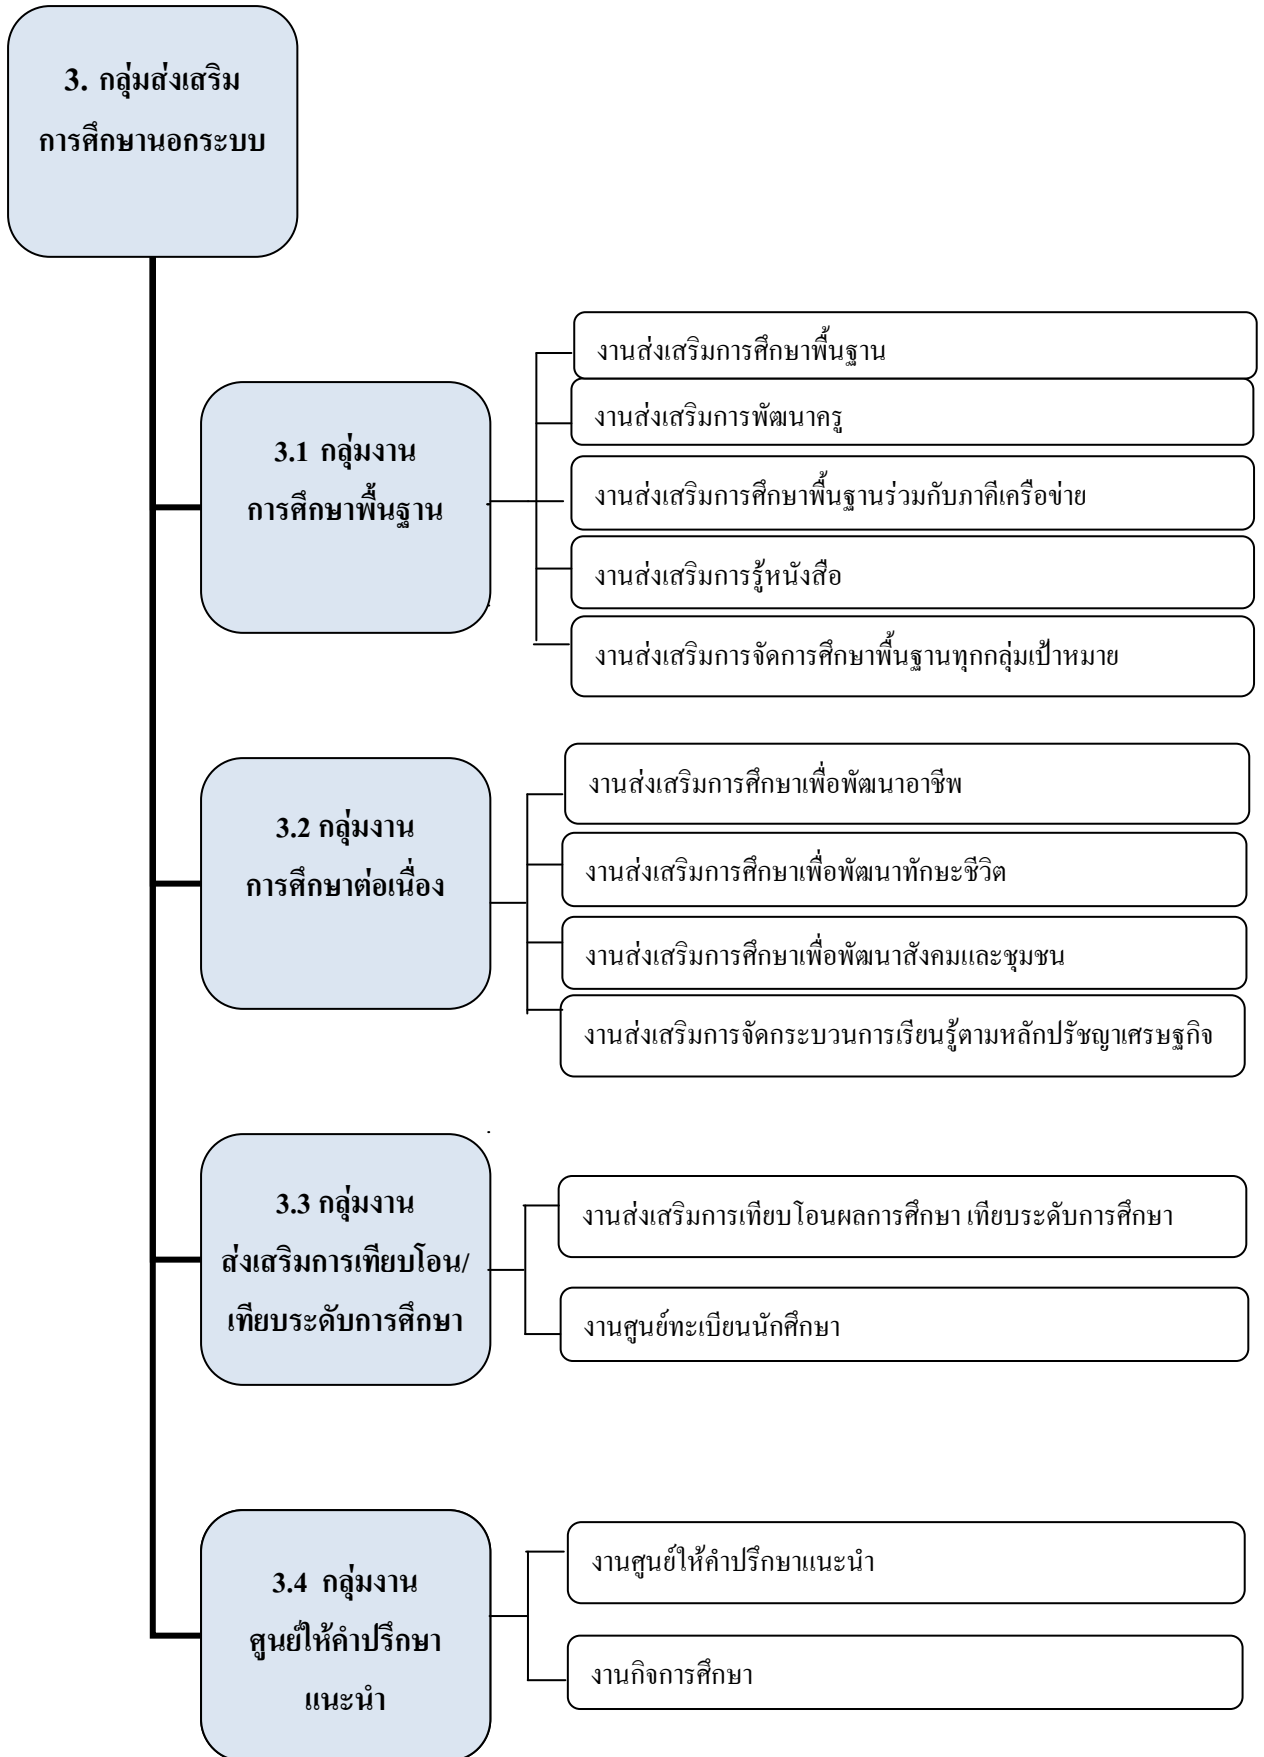 3. กลุ่มส่งเสริม
การศึกษานอกระบบ
3.1 กลุ่มงาน
การศึกษาพื้นฐาน
งานส่งเสริมการศึกษาพื้นฐาน
งานส่งเสริมการพัฒนาครู
งานส่งเสริมการศึกษาพื้นฐานร่วมกับภาคีเครือข่าย
งานส่งเสริมการรู้หนังสือ
งานส่งเสริมการจัดการศึกษาพื้นฐานทุกกลุ่มเป้าหมาย
3.2 กลุ่มงาน
การศึกษาต่อเนื่อง
งานส่งเสริมการศึกษาเพื่อพัฒนาอาชีพ
งานส่งเสริมการศึกษาเพื่อพัฒนาทักษะชีวิต
งานส่งเสริมการศึกษาเพื่อพัฒนาสังคมและชุมชน
งานส่งเสริมการจัดกระบวนการเรียนรู้ตามหลักปรัชญาเศรษฐกิจ
3.3 กลุ่มงาน
ส่งเสริมการเทียบโอน/
เทียบระดับการศึกษา
งานส่งเสริมการเทียบโอนผลการศึกษา เทียบระดับการศึกษา
งานศูนย์ทะเบียนนักศึกษา
3.4 กลุ่มงาน
ศูนย์ให้คำปรึกษา
แนะนำ
งานศูนย์ให้คำปรึกษาแนะนำ
งานกิจการศึกษา